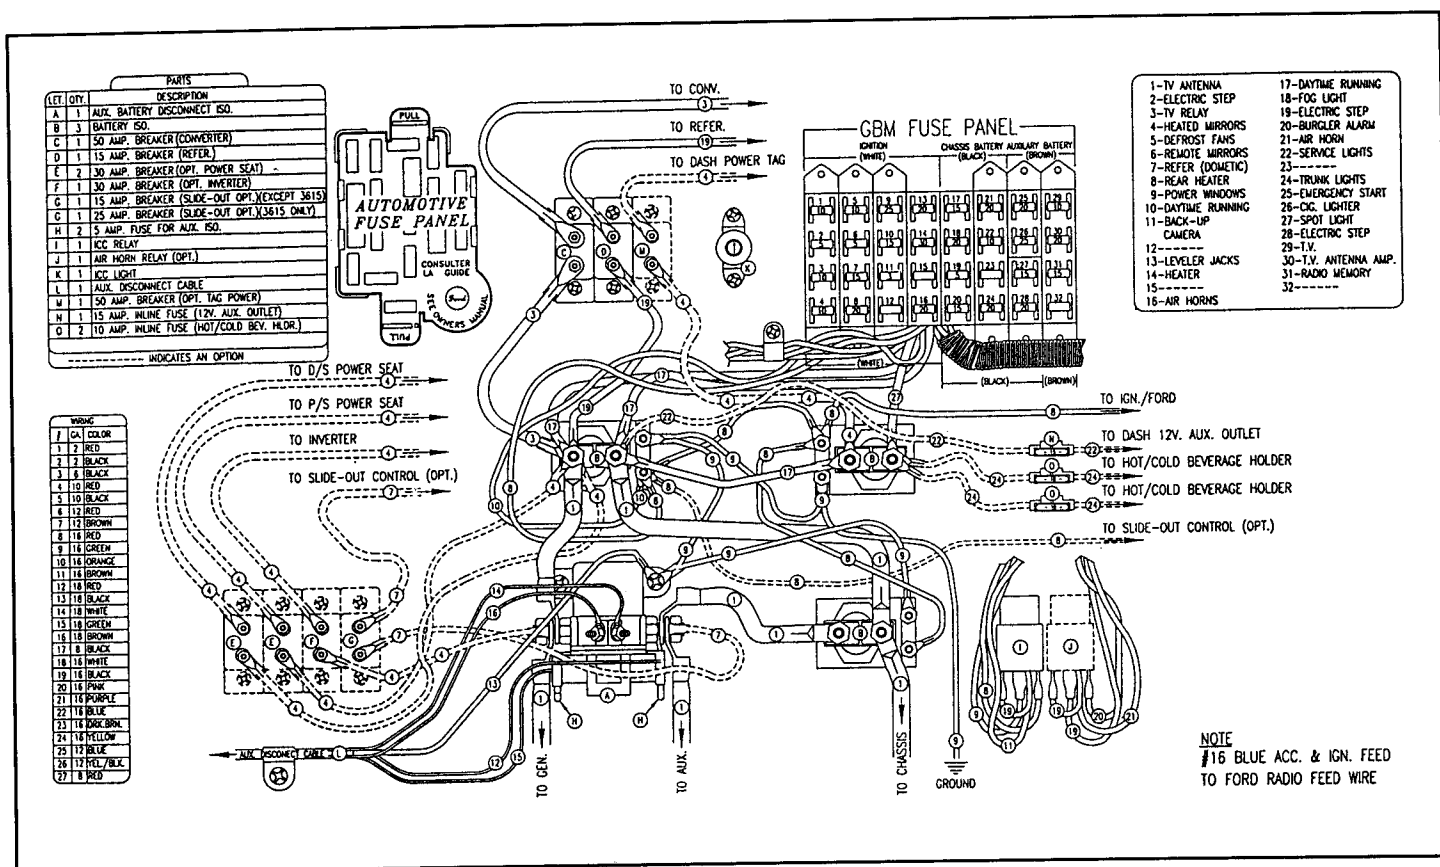 PARTS
LET. QTY. DESCRIPTION
A 1 AUX. BATTERY DISCONNECT ISO.
B 3 BATTERY ISO.
C 1 50 AMP. BREAKER (CONVERTER)
D 1 15 AMP. BREAKER (REFER.)
E 2 30 AMP. BREAKER (OPT. POWER SEAT)
F 1 30 AMP. BREAKER (OPT. INVERTER)
G 1 15 AMP. BREAKER (SLIDE-OUT OPT.)(EXCEPT 3615)
G 1 25 AMP. BREAKER (SLIDE-OUT OPT.)(3615 ONLY)
H 2 5 AMP. FUSE FOR AUX. ISO.
I 1 ICC RELAY
J 1 AIR HORN RELAY (OPT.)
K 1 ICC LIGHT
L 1 AUX. DISCONNECT CABLE
M 1 50 AMP. BREAKER (OPT. TAG POWER)
N 1 15 AMP. INLINE FUSE (12V. AUX. OUTLET)
O 2 10 AMP. INLINE FUSE (HOT/COLD BEV. HLDR.)
INDICATES AN OPTION
PULL
AUTOMOTIVE
FUSE PANEL
CONSULTER
LA GUIDE
Ford
SEE OWNERS MANUAL
PULL
TO CONV.
TO REFER.
TO DASH POWER TAG
GBM FUSE PANEL
IGNITION
(WHITE)
CHASSIS BATTERY
(BLACK)
AUXILARY BATTERY
(BROWN)
(WHITE)
(BLACK)
(BROWN)
1-TV ANTENNA
2-ELECTRIC STEP
3-TV RELAY
4-HEATED MIRRORS
5-DEFROST FANS
6-REMOTE MIRRORS
7-REFER (DOMETIC)
8-REAR HEATER
9-POWER WINDOWS
10-DAYTIME RUNNING
11-BACK-UP
CAMERA
12-------
13-LEVELER JACKS
14-HEATER
15------
16-AIR HORNS
17-DAYTIME RUNNING
18-FOG LIGHT
19-ELECTRIC STEP
20-BURGLER ALARM
21-AIR HORN
22-SERVICE LIGHTS
23-------
24-TRUNK LIGHTS
25-EMERGENCY START
26-CIG. LIGHTER
27-SPOT LIGHT
28-ELECTRIC STEP
29-T.V.
30-T.V. ANTENNA AMP.
31-RADIO MEMORY
32------
TO D/S POWER SEAT
TO P/S POWER SEAT
TO INVERTER
TO SLIDE-OUT CONTROL (OPT.)
WIRING
# GA. COLOR
1 2 RED
2 2 BLACK
3 6 BLACK
4 10 RED
5 10 BLACK
6 12 RED
7 12 BROWN
8 16 RED
9 16 GREEN
10 16 ORANGE
11 16 BROWN
12 18 RED
13 18 BLACK
14 18 WHITE
15 18 GREEN
16 18 BROWN
17 8 BLACK
18 16 WHITE
19 16 BLACK
20 16 PINK
21 16 PURPLE
22 16 BLUE
23 16 DRK.BRN.
24 16 YELLOW
25 12 BLUE
26 12 YEL/BLK.
27 8 RED
TO IGN./FORD
TO DASH 12V. AUX. OUTLET
TO HOT/COLD BEVERAGE HOLDER
TO HOT/COLD BEVERAGE HOLDER
TO SLIDE-OUT CONTROL (OPT.)
AUX. DISCONECT CABLE L
TO GEN.
TO AUX.
TO CHASSIS
GROUND
NOTE
#16 BLUE ACC. & IGN. FEED
TO FORD RADIO FEED WIRE